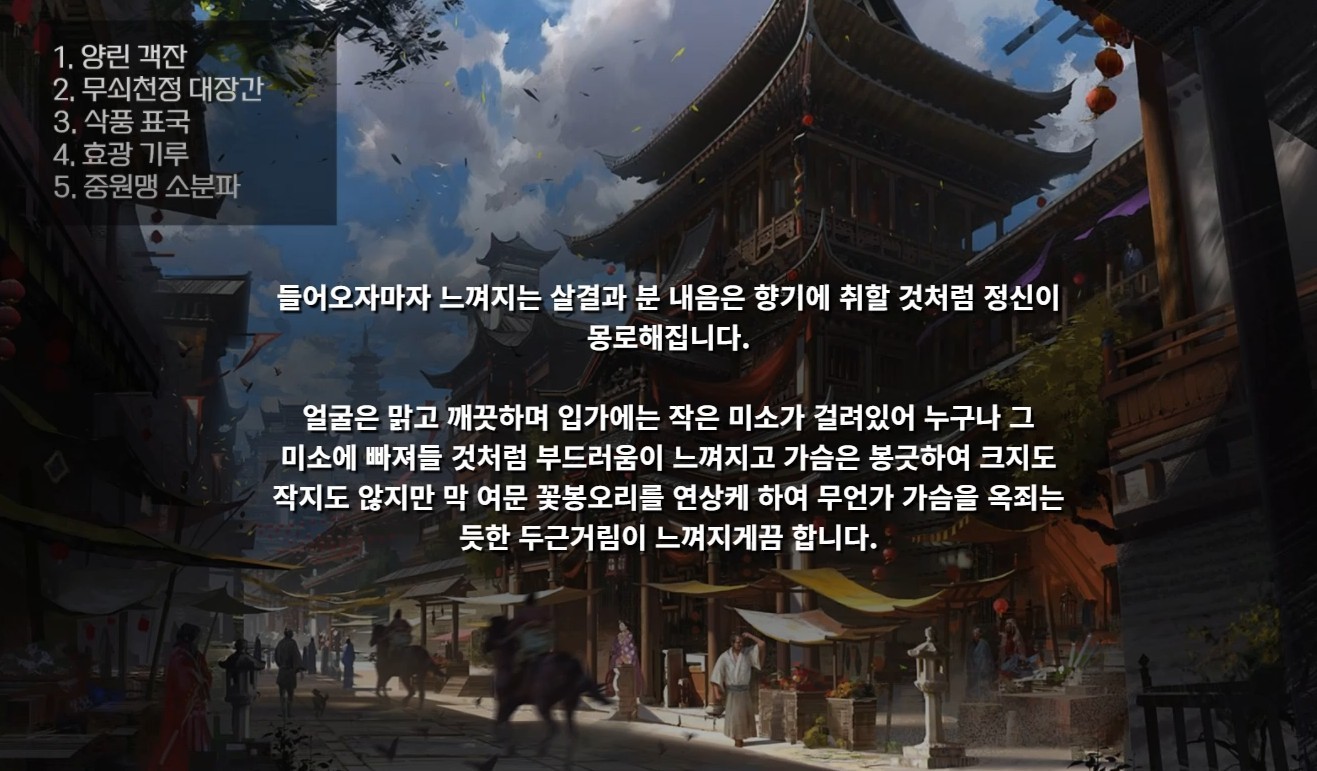 1. 양린 객잔
2. 무쇠천정 대장간
3. 삭풍 표국
4. 효광 기루
5. 중원맹 소분파
들어오자마자 느껴지는 살결과 분 내음은 향기에 취할 것처럼 정신이
몽로해집니다.
얼굴은 맑고 깨끗하며 입가에는 작은 미소가 걸려있어 누구나 그
미소에 빠져들 것처럼 부드러움이 느껴지고 가슴은 봉긋하여 크지도
작지도 않지만 막 여문 꽃봉오리를 연상케 하여 무언가 가슴을 옥죄는
듯한 두근거림이 느껴지게끔 합니다.